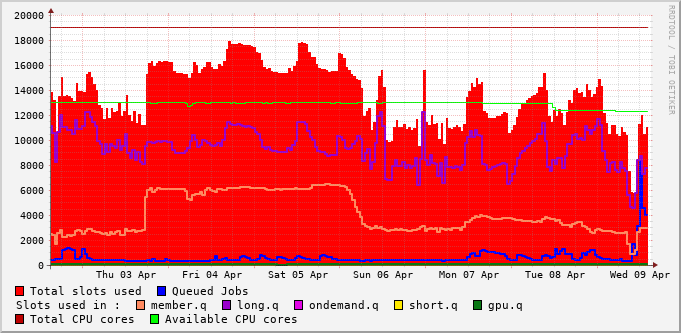 RRDTOOL / TOBI OETIKER
20000
18000
16000
14000
12000
10000
8000
6000
4000
2000
0
Thu 03 Apr Fri 04 Apr Sat 05 Apr Sun 06 Apr Mon 07 Apr Tue 08 Apr Wed 09 Apr
Total slots used Queued Jobs
Slots used in : member.q long.q ondemand.q short.q gpu.q
Total CPU cores Available CPU cores